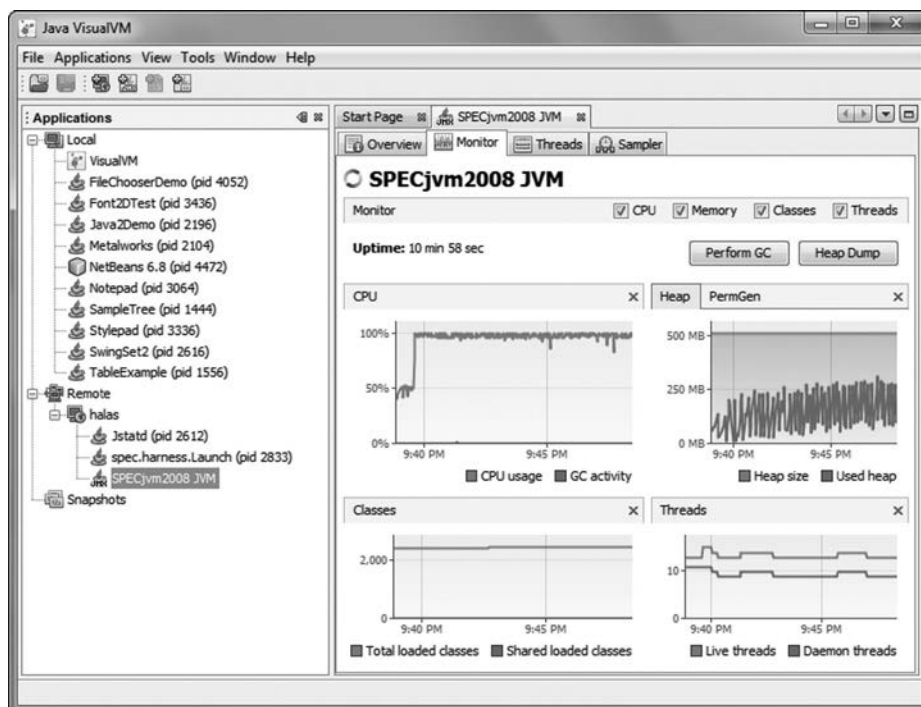 Java VisualVM
File Applications View Tools Window Help
Applications
Local
VisualVM
FileChooserDemo (pid 4052)
Font2DTest (pid 3436)
Java2Demo (pid 2196)
Metalworks (pid 2104)
NetBeans 6.8 (pid 4472)
Notepad (pid 3064)
SampleTree (pid 1444)
Stylepad (pid 3336)
SwingSet2 (pid 2616)
TableExample (pid 1556)
Remote
halas
Jstatd (pid 2612)
spec.harness.Launch (pid 2833)
JMX SPECjvm2008 JVM
Snapshots
Start Page JMX SPECjvm2008 JVM
Overview Monitor Threads Sampler
SPECjvm2008 JVM
Monitor CPU Memory Classes Threads
Uptime: 10 min 58 sec Perform GC Heap Dump
CPU
100%
50%
0%
9:40 PM 9:45 PM
CPU usage GC activity
Heap PermGen
500 MB
250 MB
0 MB
9:40 PM 9:45 PM
Heap size Used heap
Classes
2,000
0
9:40 PM 9:45 PM
Total loaded classes Shared loaded classes
Threads
10
0
9:40 PM 9:45 PM
Live threads Daemon threads